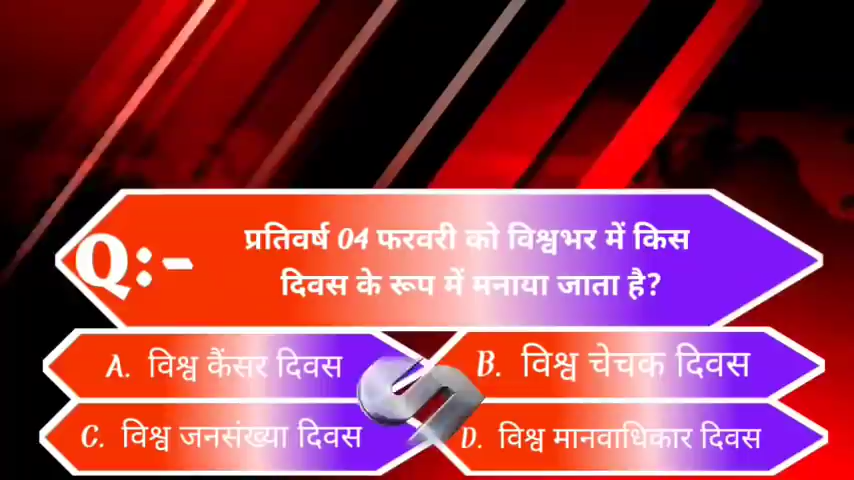 Q:-
प्रतिवर्ष 04 फरवरी को विश्वभर में किस
दिवस के रूप में मनाया जाता है?
A. विश्व कैंसर दिवस
B. विश्व चेचक दिवस
C. विश्व जनसंख्या दिवस
D. विश्व मानवाधिकार दिवस